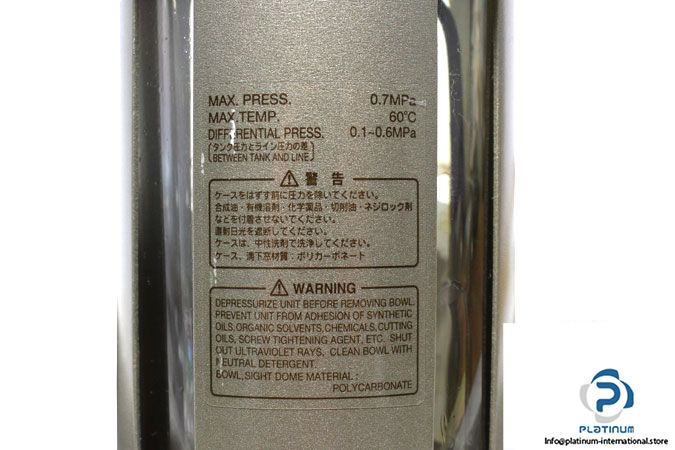 MAX. PRESS. 0.7MPa
MAX.TEMP. 60℃
DIFFERENTIAL PRESS. 0.1~0.6MPa
(タンク圧力とライン圧力の差
BETWEEN TANK AND LINE)
⚠ 警告
ケースをはずす前に圧力を除いてください。
合成油・有機溶剤・化学薬品・切削油・ネジロック剤
などを付着させないでください。
直射日光を遮断してください。
ケースは、中性洗剤で洗浄してください。
ケース、滴下窓材質:ポリカーボネート
⚠ WARNING
DEPRESSURIZE UNIT BEFORE REMOVING BOWL.
PREVENT UNIT FROM ADHESION OF SYNTHETIC
OILS, ORGANIC SOLVENTS, CHEMICALS, CUTTING
OILS, SCREW TIGHTENING AGENT, ETC. SHUT
OUT ULTRAVIOLET RAYS. CLEAN BOWL WITH
NEUTRAL DETERGENT.
BOWL, SIGHT DOME MATERIAL :
POLYCARBONATE
PLATINUM
Info@platinum-international.store